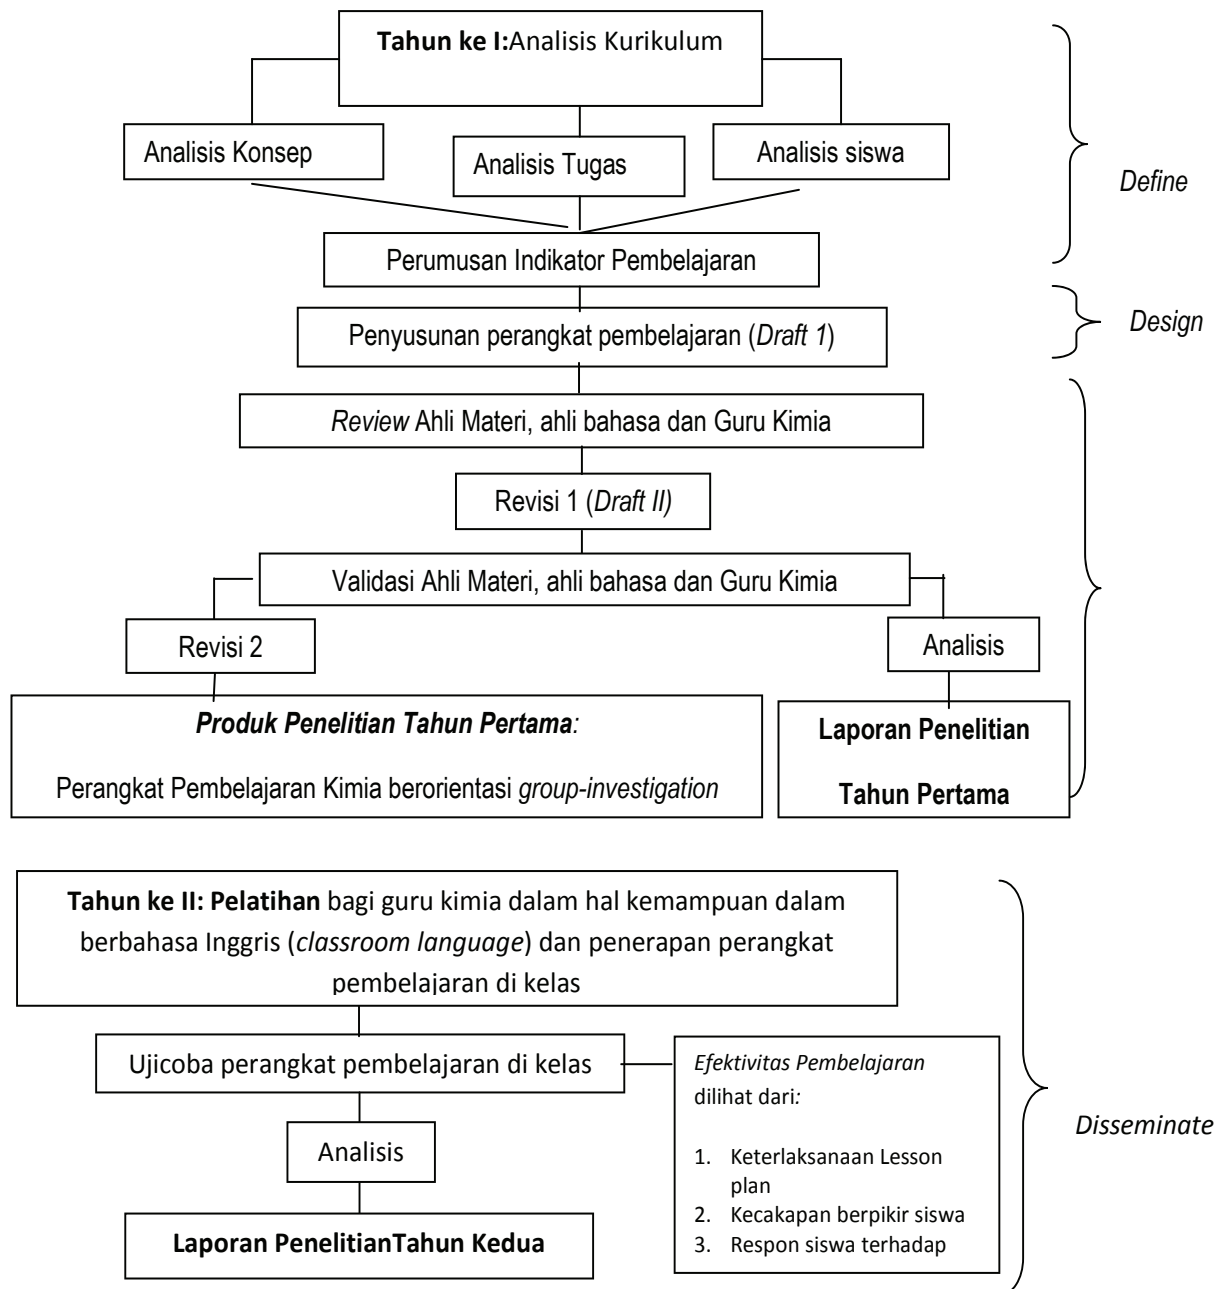 Tahun ke I:Analisis Kurikulum
Analisis Konsep
Analisis Tugas
Analisis siswa
Define
Perumusan Indikator Pembelajaran
Design
Penyusunan perangkat pembelajaran (Draft 1)
Review Ahli Materi, ahli bahasa dan Guru Kimia
Revisi 1 (Draft II)
Validasi Ahli Materi, ahli bahasa dan Guru Kimia
Revisi 2
Analisis
Produk Penelitian Tahun Pertama:
Perangkat Pembelajaran Kimia berorientasi group-investigation
Laporan Penelitian
Tahun Pertama
Tahun ke II: Pelatihan bagi guru kimia dalam hal kemampuan dalam
berbahasa Inggris (classroom language) dan penerapan perangkat
pembelajaran di kelas
Ujicoba perangkat pembelajaran di kelas
Efektivitas Pembelajaran
dilihat dari:
1. Keterlaksanaan Lesson
plan
2. Kecakapan berpikir siswa
3. Respon siswa terhadap
Disseminate
Analisis
Laporan PenelitianTahun Kedua